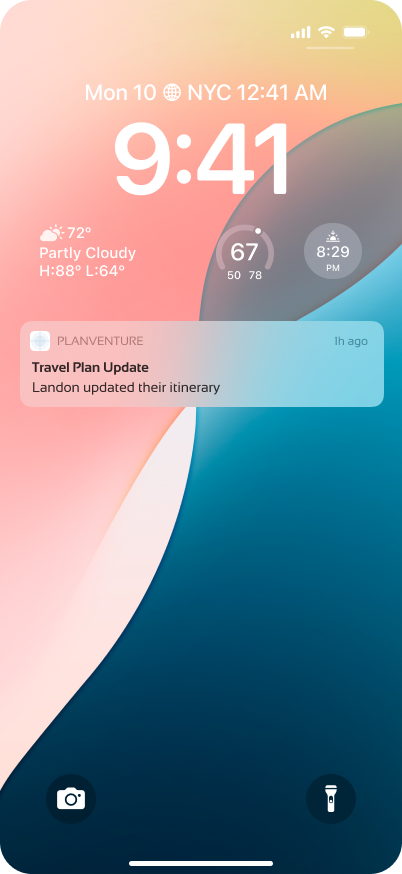 Mon 10 NYC 12:41 AM
9:41
72°
Partly Cloudy
H:88° L:64°
67
50 78
8:29
PM
PLANVENTURE 1h ago
Travel Plan Update
Landon updated their itinerary